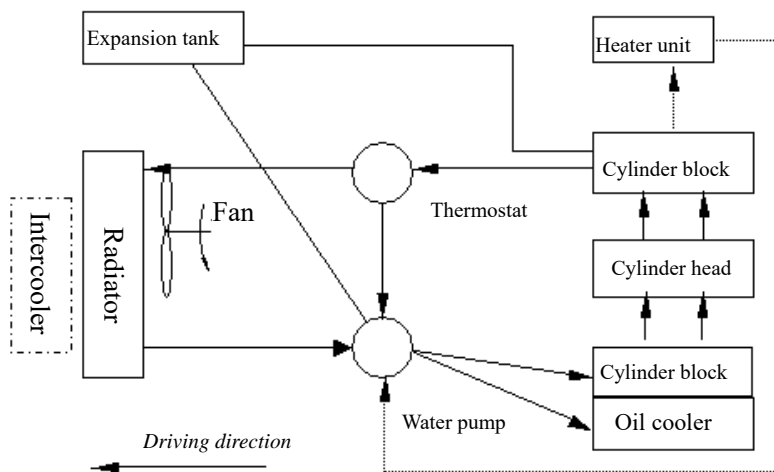 Expansion tank
Heater unit
Cylinder block
Thermostat
Fan
Intercooler
Radiator
Cylinder head
Cylinder block
Water pump
Oil cooler
Driving direction